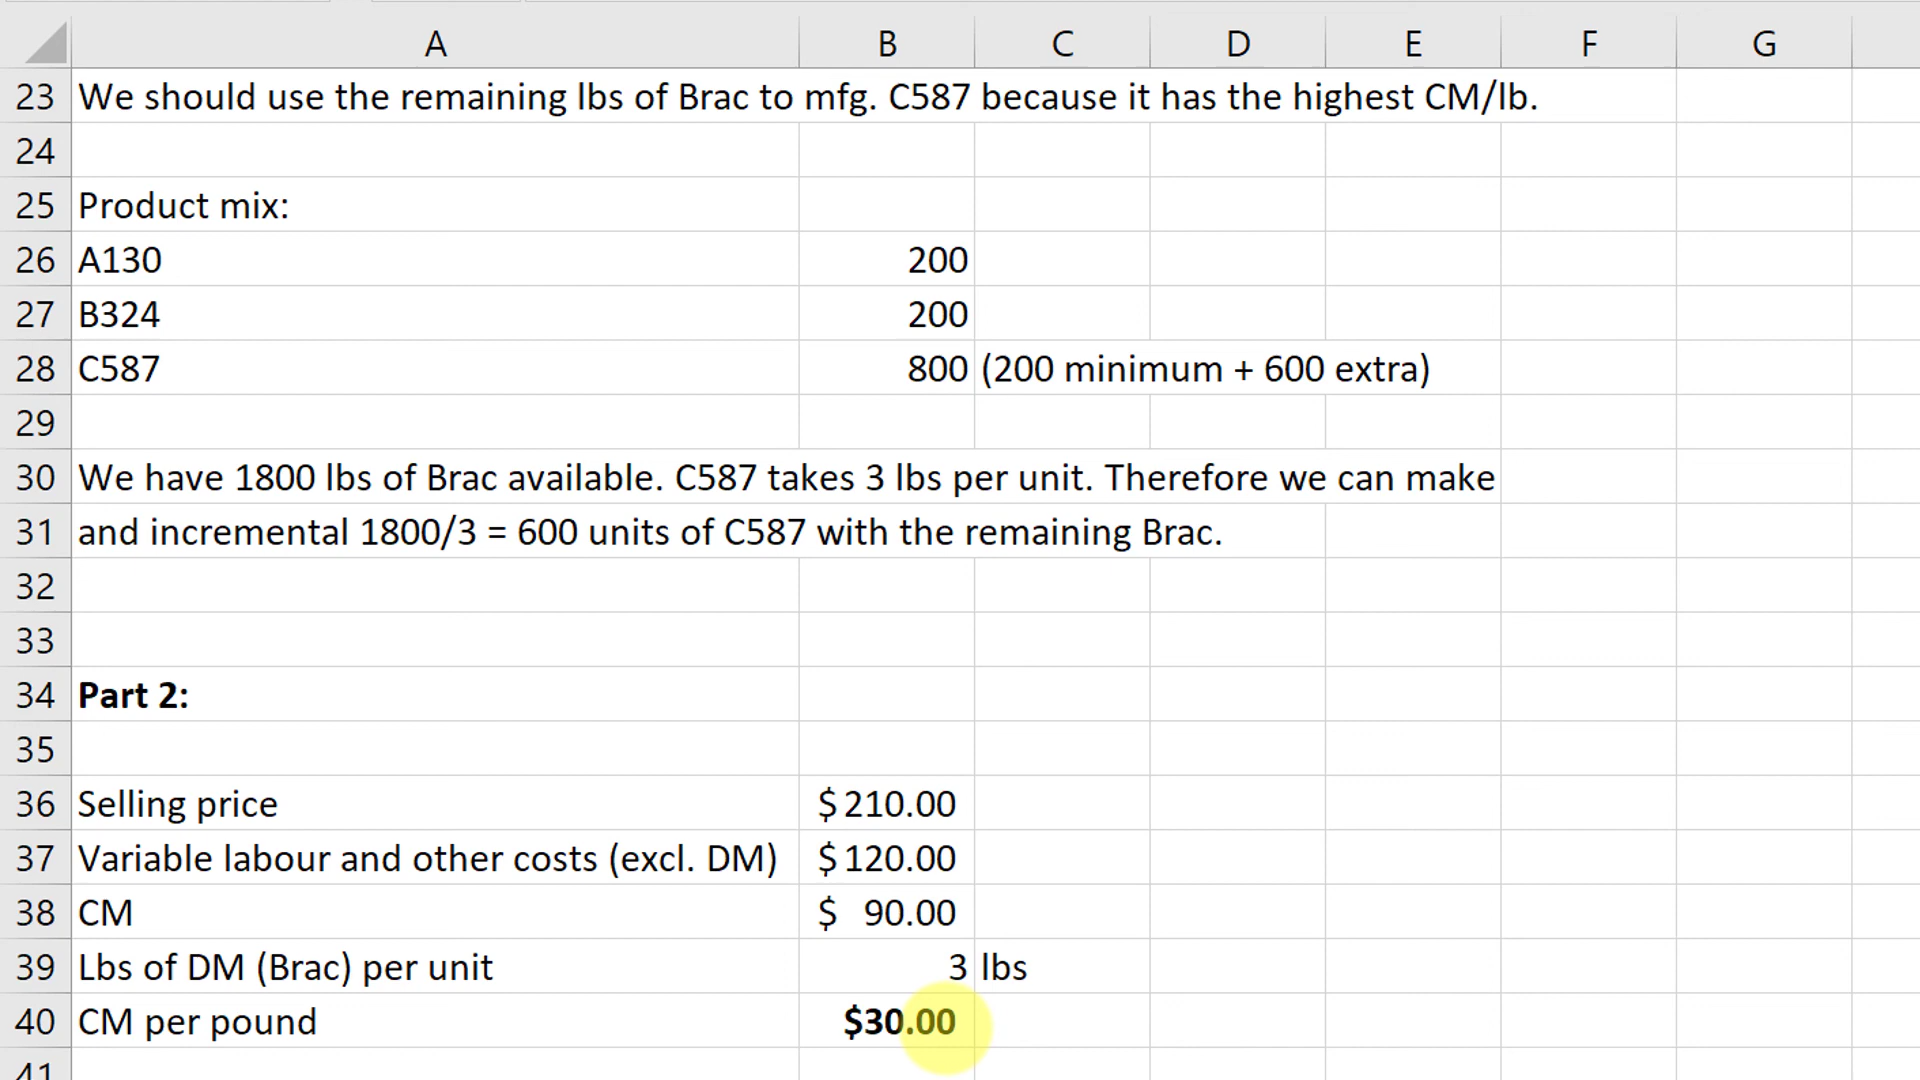 A B C D E F G
23 We should use the remaining lbs of Brac to mfg. C587 because it has the highest CM/lb.
24
25 Product mix:
26 A130 200
27 B324 200
28 C587 800 (200 minimum + 600 extra)
29
30 We have 1800 lbs of Brac available. C587 takes 3 lbs per unit. Therefore we can make
31 and incremental 1800/3 = 600 units of C587 with the remaining Brac.
32
33
34 Part 2:
35
36 Selling price $210.00
37 Variable labour and other costs (excl. DM) $120.00
38 CM $ 90.00
39 Lbs of DM (Brac) per unit 3 lbs
40 CM per pound $30.00
41